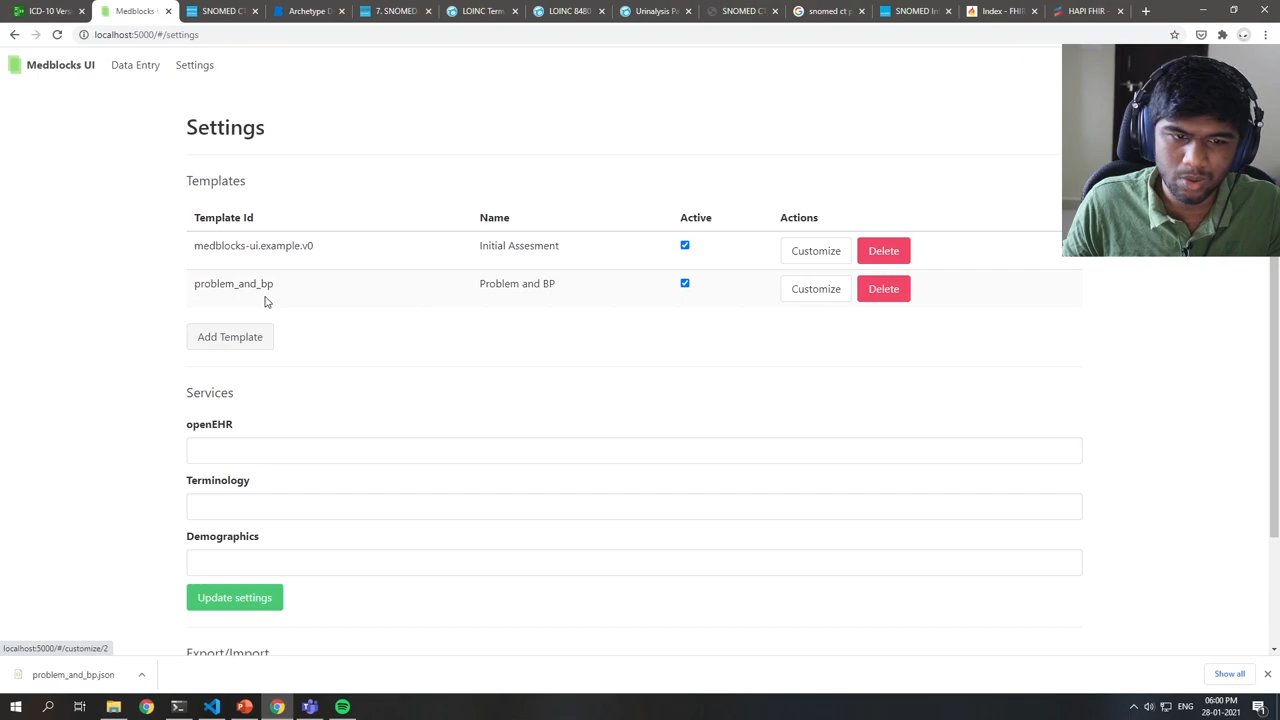 ICD-10 Versi
Medblocks U
SNOMED CT
Archetype D
7. SNOMED
LOINC Term
LOINC 8480
Urinalysis Pe
SNOMED CT
snomed ct p
SNOMED Int
Index - FHIR
HAPI FHIR -
localhost:5000/#/settings
Medblocks UI Data Entry Settings
Settings
Templates
Template Id Name Active Actions
medblocks-ui.example.v0 Initial Assesment Customize Delete
problem_and_bp Problem and BP Customize Delete
Add Template
Services
openEHR
Terminology
Demographics
Update settings
Export/Import
localhost:5000/#/customize/2
problem_and_bp.json Show all
ENG 06:00 PM
28-01-2021